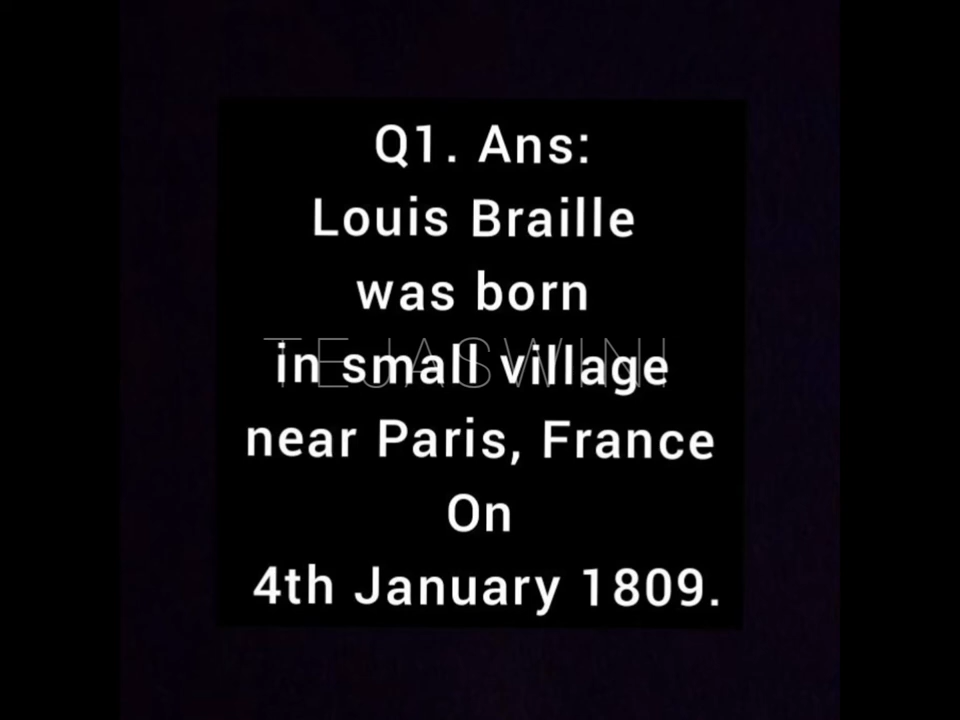 Q1. Ans:
Louis Braille
was born
TEJASWINI
in small village
near Paris, France
On
4th January 1809.